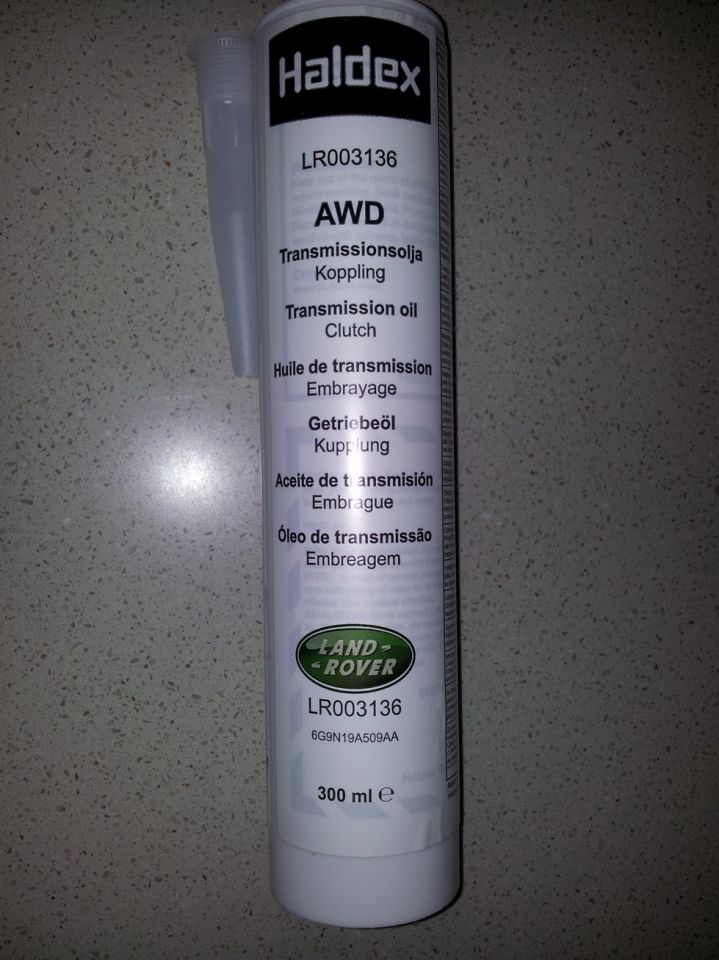 Haldex
LR003136
AWD
Transmissionsolja
Koppling
Transmission oil
Clutch
Huile de transmission
Embrayage
Getriebeöl
Kupplung
Aceite de transmisión
Embrague
Óleo de transmissão
Embreagem
LAND-
-ROVER
LR003136
6G9N19A509AA
300 ml ℮